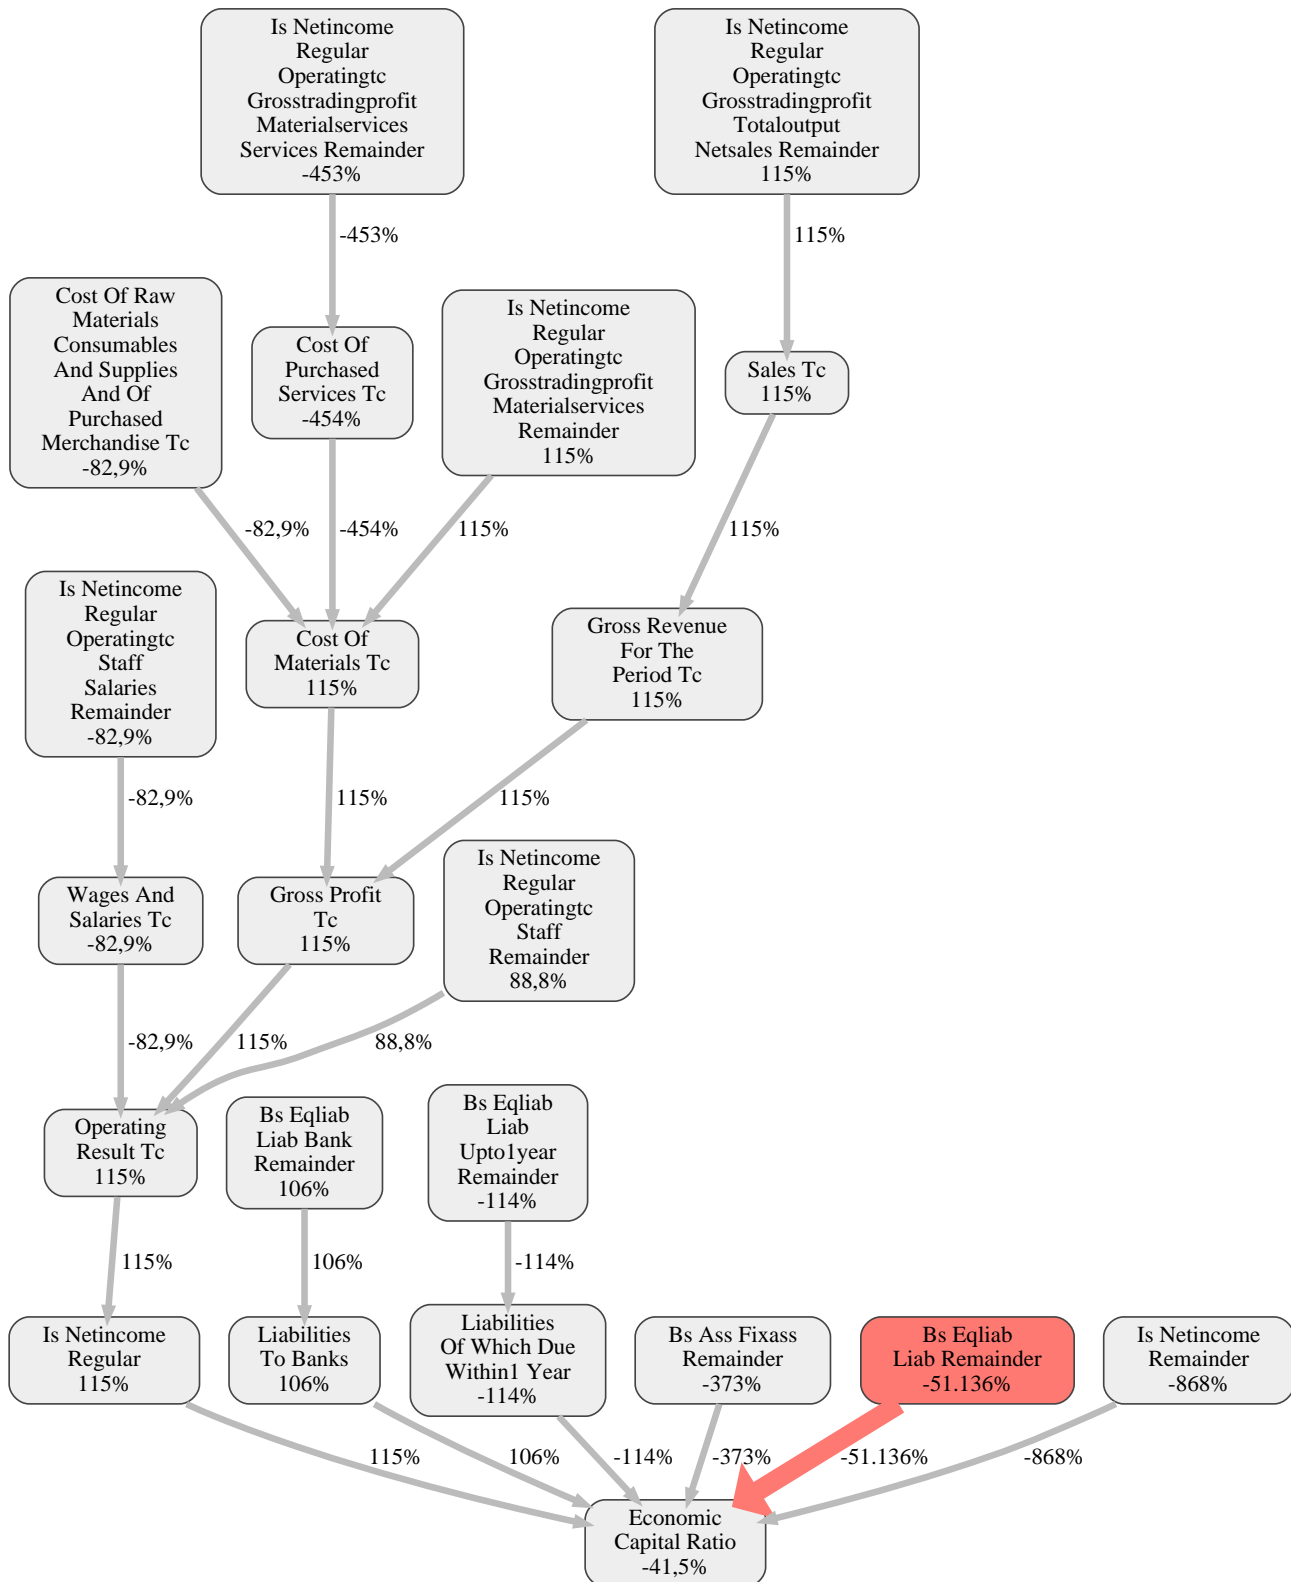 Is Netincome
Regular
Operatingtc
Grosstradingprofit
Materialservices
Services Remainder
-453%
Is Netincome
Regular
Operatingtc
Grosstradingprofit
Totaloutput
Netsales Remainder
115%
-453%
115%
Cost Of Raw
Materials
Consumables
And Supplies
And Of
Purchased
Merchandise Tc
-82,9%
Cost Of
Purchased
Services Tc
-454%
Is Netincome
Regular
Operatingtc
Grosstradingprofit
Materialservices
Remainder
115%
Sales Tc
115%
-82,9%
-454%
115%
115%
Is Netincome
Regular
Operatingtc
Staff
Salaries
Remainder
-82,9%
Cost Of
Materials Tc
115%
Gross Revenue
For The
Period Tc
115%
-82,9%
115%
115%
Wages And
Salaries Tc
-82,9%
Gross Profit
Tc
115%
Is Netincome
Regular
Operatingtc
Staff
Remainder
88,8%
-82,9%
115%
88,8%
Operating
Result Tc
115%
Bs Eqliab
Liab Bank
Remainder
106%
Bs Eqliab
Liab
Upto1year
Remainder
-114%
115%
106%
-114%
Is Netincome
Regular
115%
Liabilities
To Banks
106%
Liabilities
Of Which Due
Within1 Year
-114%
Bs Ass Fixass
Remainder
-373%
Bs Eqliab
Liab Remainder
-51.136%
Is Netincome
Remainder
-868%
115%
106%
-114%
-373%
-51.136%
-868%
Economic
Capital Ratio
-41,5%